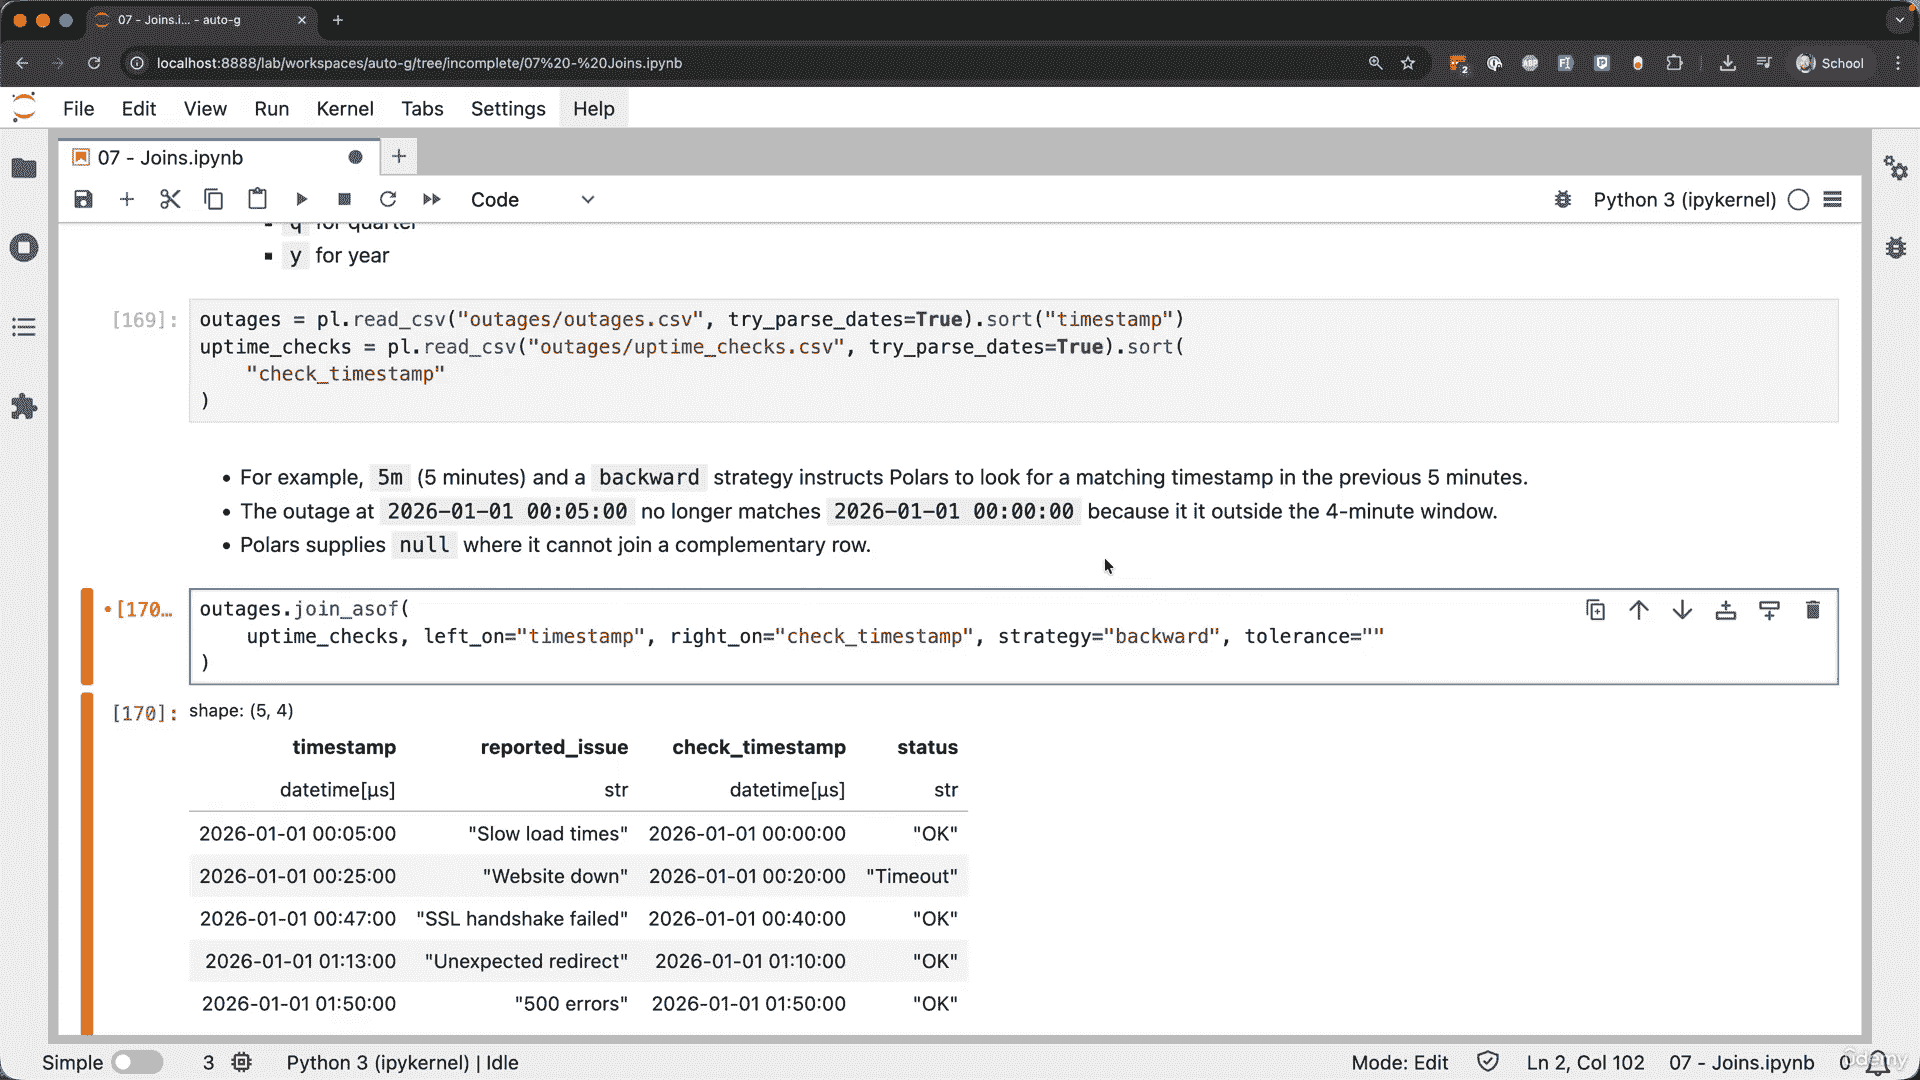 07 - Joins.i... - auto-g
localhost:8888/lab/workspaces/auto-g/tree/incomplete/07%20-%20Joins.ipynb
2
School
File Edit View Run Kernel Tabs Settings Help
07 - Joins.ipynb
Code
Python 3 (ipykernel)
q for quarter
y for year
[169]:
outages = pl.read_csv("outages/outages.csv", try_parse_dates=True).sort("timestamp")
uptime_checks = pl.read_csv("outages/uptime_checks.csv", try_parse_dates=True).sort(
"check_timestamp"
)
For example, 5m (5 minutes) and a backward strategy instructs Polars to look for a matching timestamp in the previous 5 minutes.
The outage at 2026-01-01 00:05:00 no longer matches 2026-01-01 00:00:00 because it it outside the 4-minute window.
Polars supplies null where it cannot join a complementary row.
[170...
outages.join_asof(
uptime_checks, left_on="timestamp", right_on="check_timestamp", strategy="backward", tolerance=""
)
[170]: shape: (5, 4)
timestamp reported_issue check_timestamp status
datetime[μs] str datetime[μs] str
2026-01-01 00:05:00 "Slow load times" 2026-01-01 00:00:00 "OK"
2026-01-01 00:25:00 "Website down" 2026-01-01 00:20:00 "Timeout"
2026-01-01 00:47:00 "SSL handshake failed" 2026-01-01 00:40:00 "OK"
2026-01-01 01:13:00 "Unexpected redirect" 2026-01-01 01:10:00 "OK"
2026-01-01 01:50:00 "500 errors" 2026-01-01 01:50:00 "OK"
Simple 3 Python 3 (ipykernel) | Idle Mode: Edit Ln 2, Col 102 07 - Joins.ipynb 0
Udemy